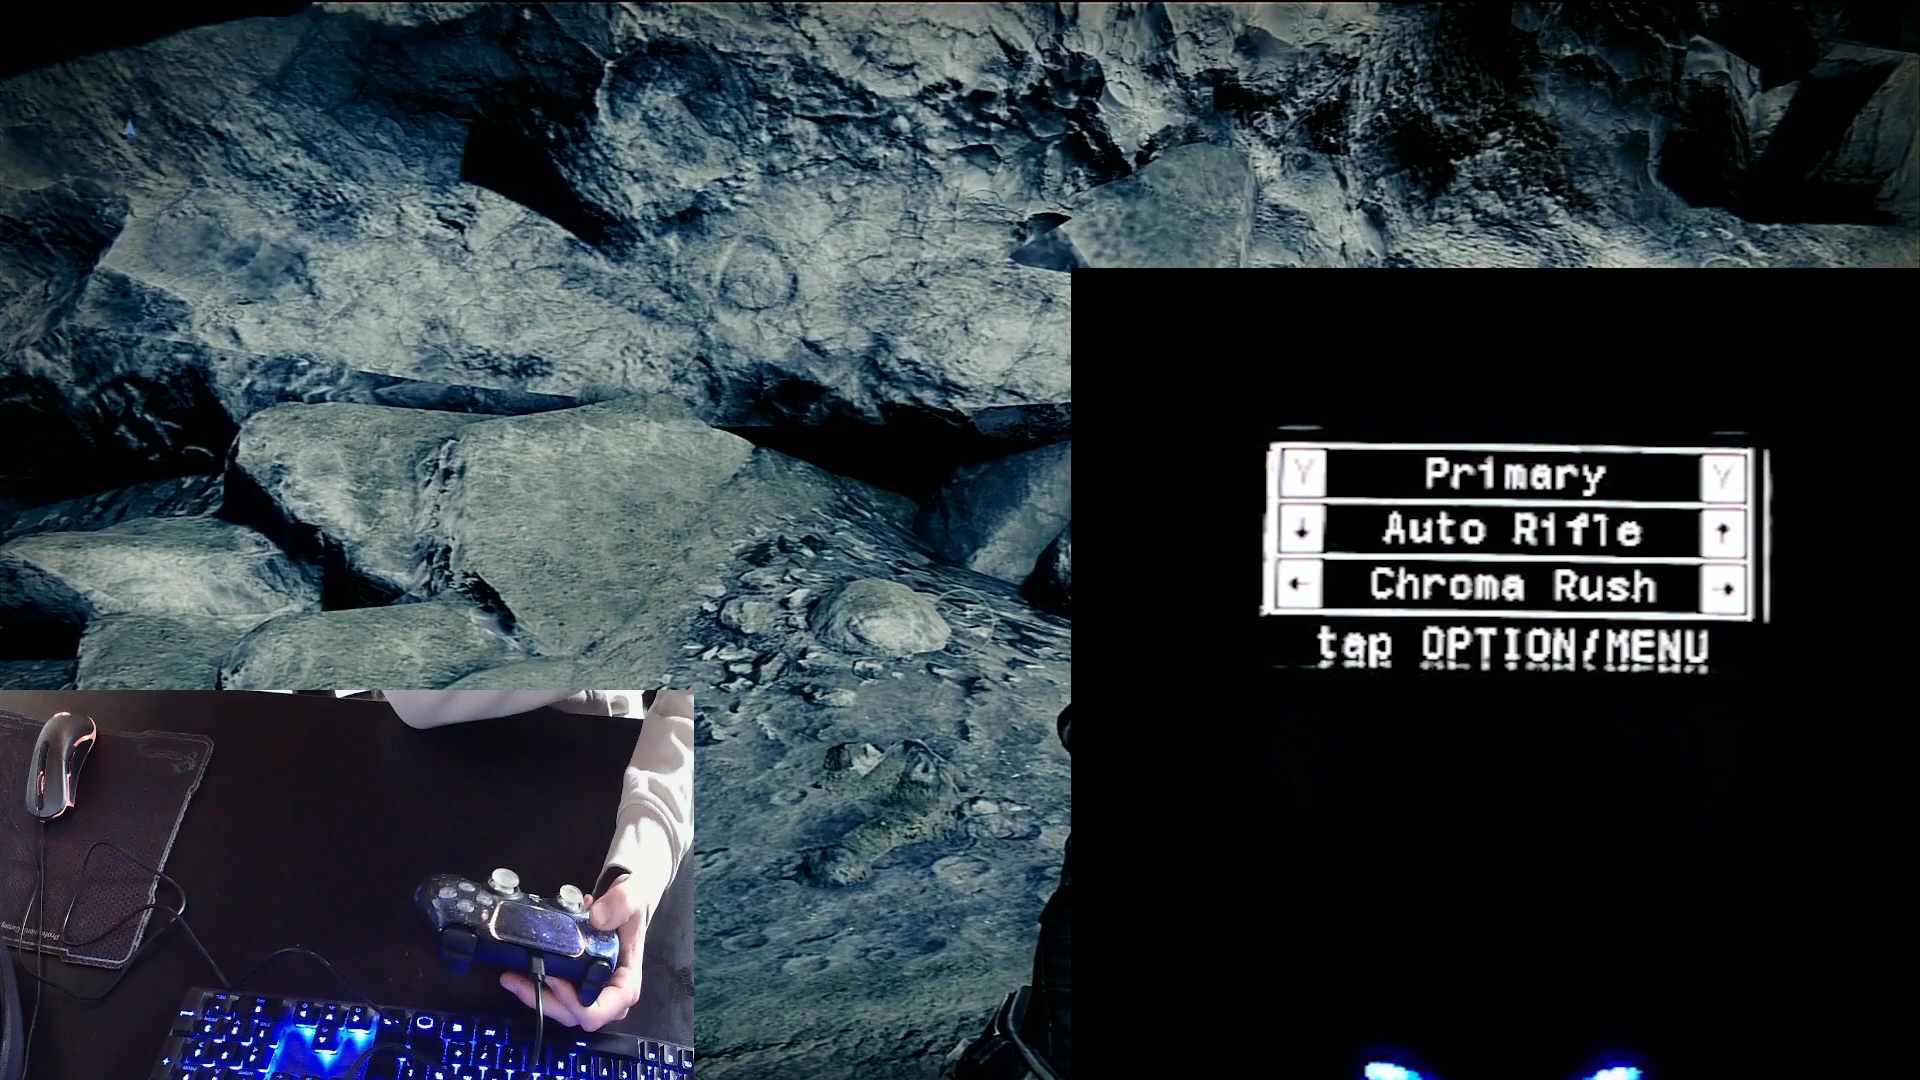 Y Primary Y
↓ Auto Rifle ↑
← Chroma Rush →
tap OPTION/MENU